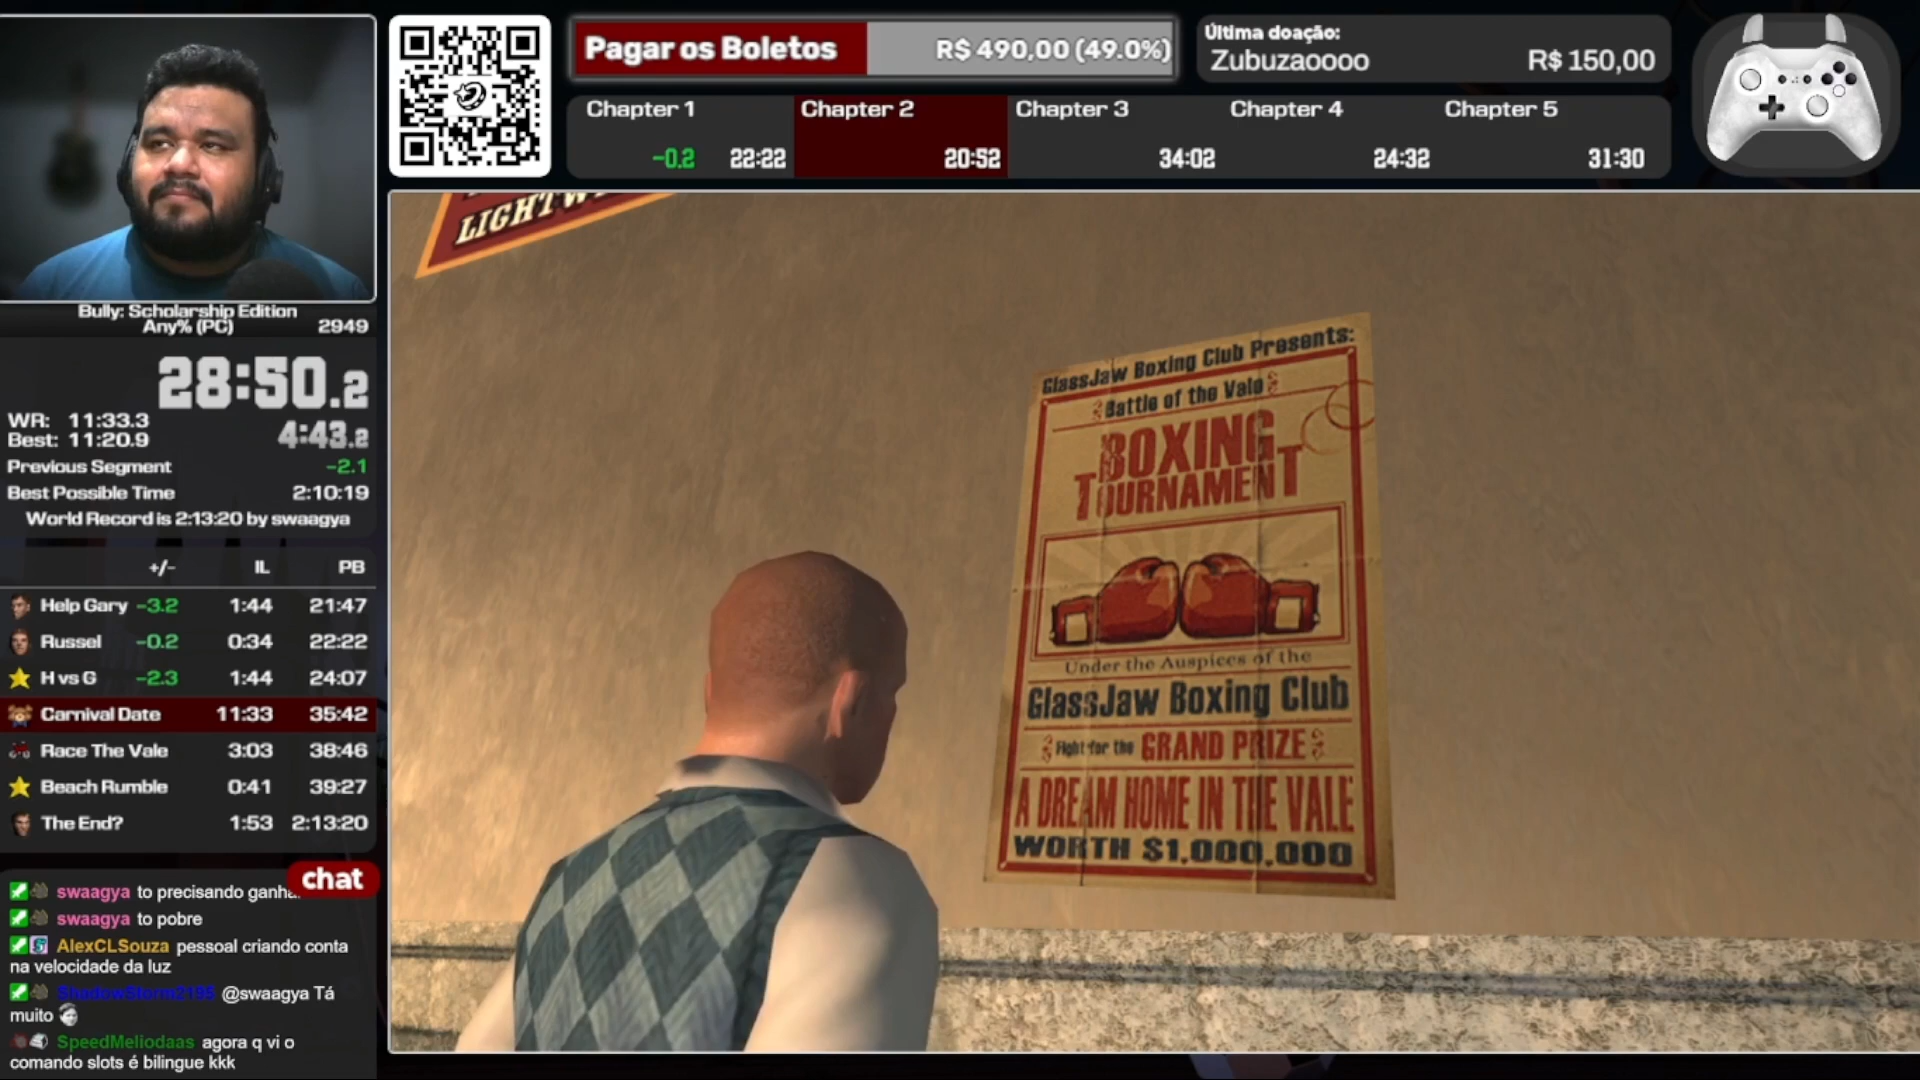 Pagar os Boletos R$ 490,00 (49.0%)
Última doação:
Zubuzaoooo R$ 150,00
Chapter 1 Chapter 2 Chapter 3 Chapter 4 Chapter 5
-0.2 22:22 20:52 34:02 24:32 31:30
Bully: Scholarship Edition
Any% (PC) 2949
28:50.2
WR: 11:33.3
Best: 11:20.9 4:43.2
Previous Segment -2.1
Best Possible Time 2:10:19
World Record is 2:13:20 by swaagya
+/- IL PB
Help Gary -3.2 1:44 21:47
Russel -0.2 0:34 22:22
H vs G -2.3 1:44 24:07
Carnival Date 11:33 35:42
Race The Vale 3:03 38:46
Beach Rumble 0:41 39:27
The End? 1:53 2:13:20
chat
swaagya to precisando ganha
swaagya to pobre
AlexCLSouza pessoal criando conta
na velocidade da luz
ShadowStorm2195 @swaagya Tá
muito
SpeedMeliodaas agora q vi o
comando slots é bilingue kkk
GlassJaw Boxing Club Presents:
Battle of the Vale
BOXING
TOURNAMENT
Under the Auspices of the
GlassJaw Boxing Club
Fight for the GRAND PRIZE
A DREAM HOME IN THE VALE
WORTH $1,000,000